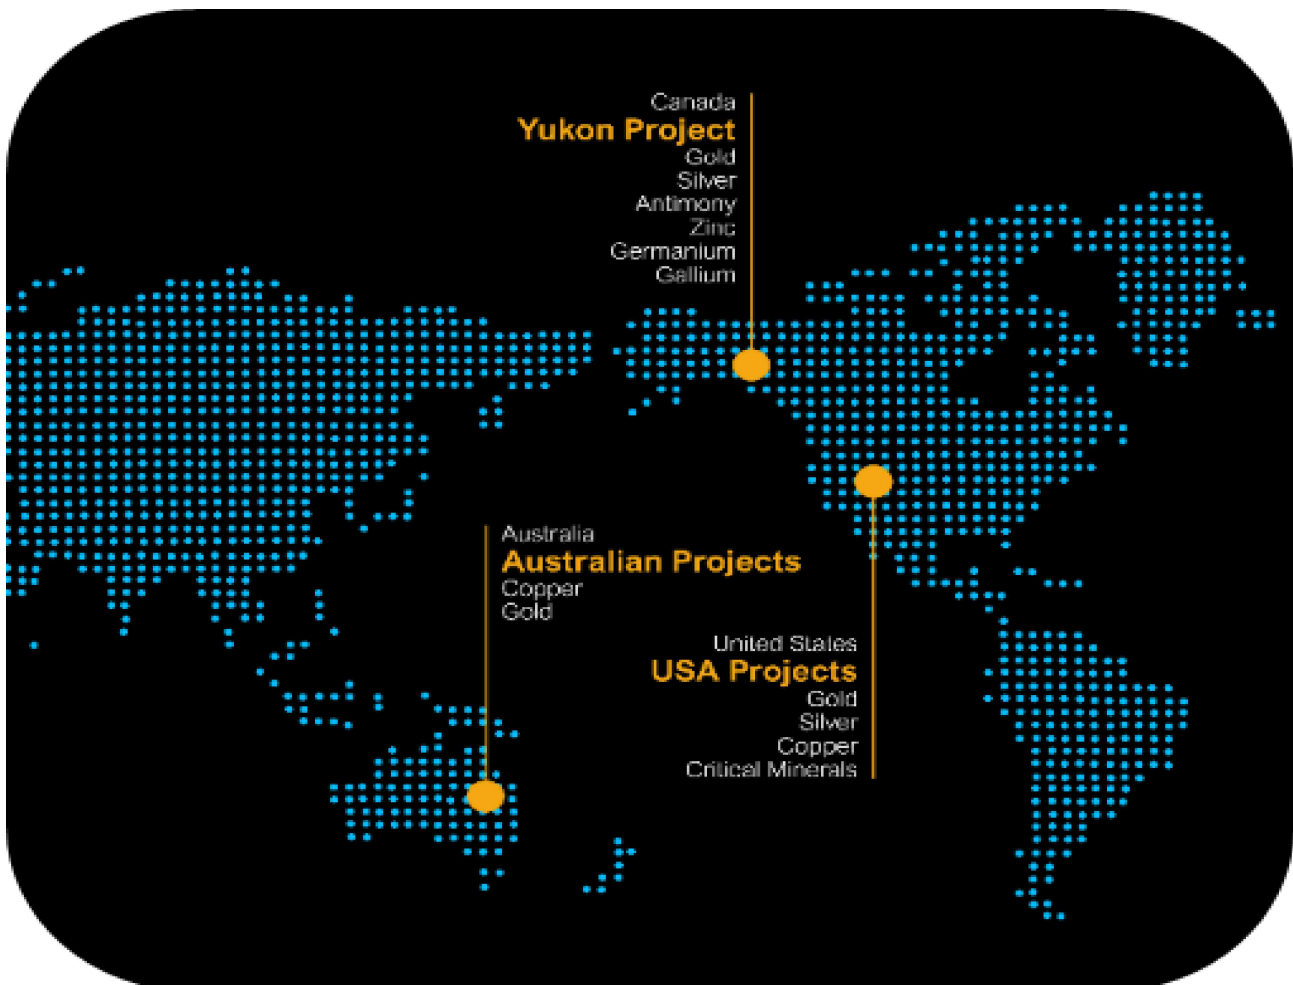 Canada
Yukon Project
Gold
Silver
Antimony
Zinc
Germanium
Gallium
Australia
Australian Projects
Copper
Gold
United States
USA Projects
Gold
Silver
Copper
Critical Minerals